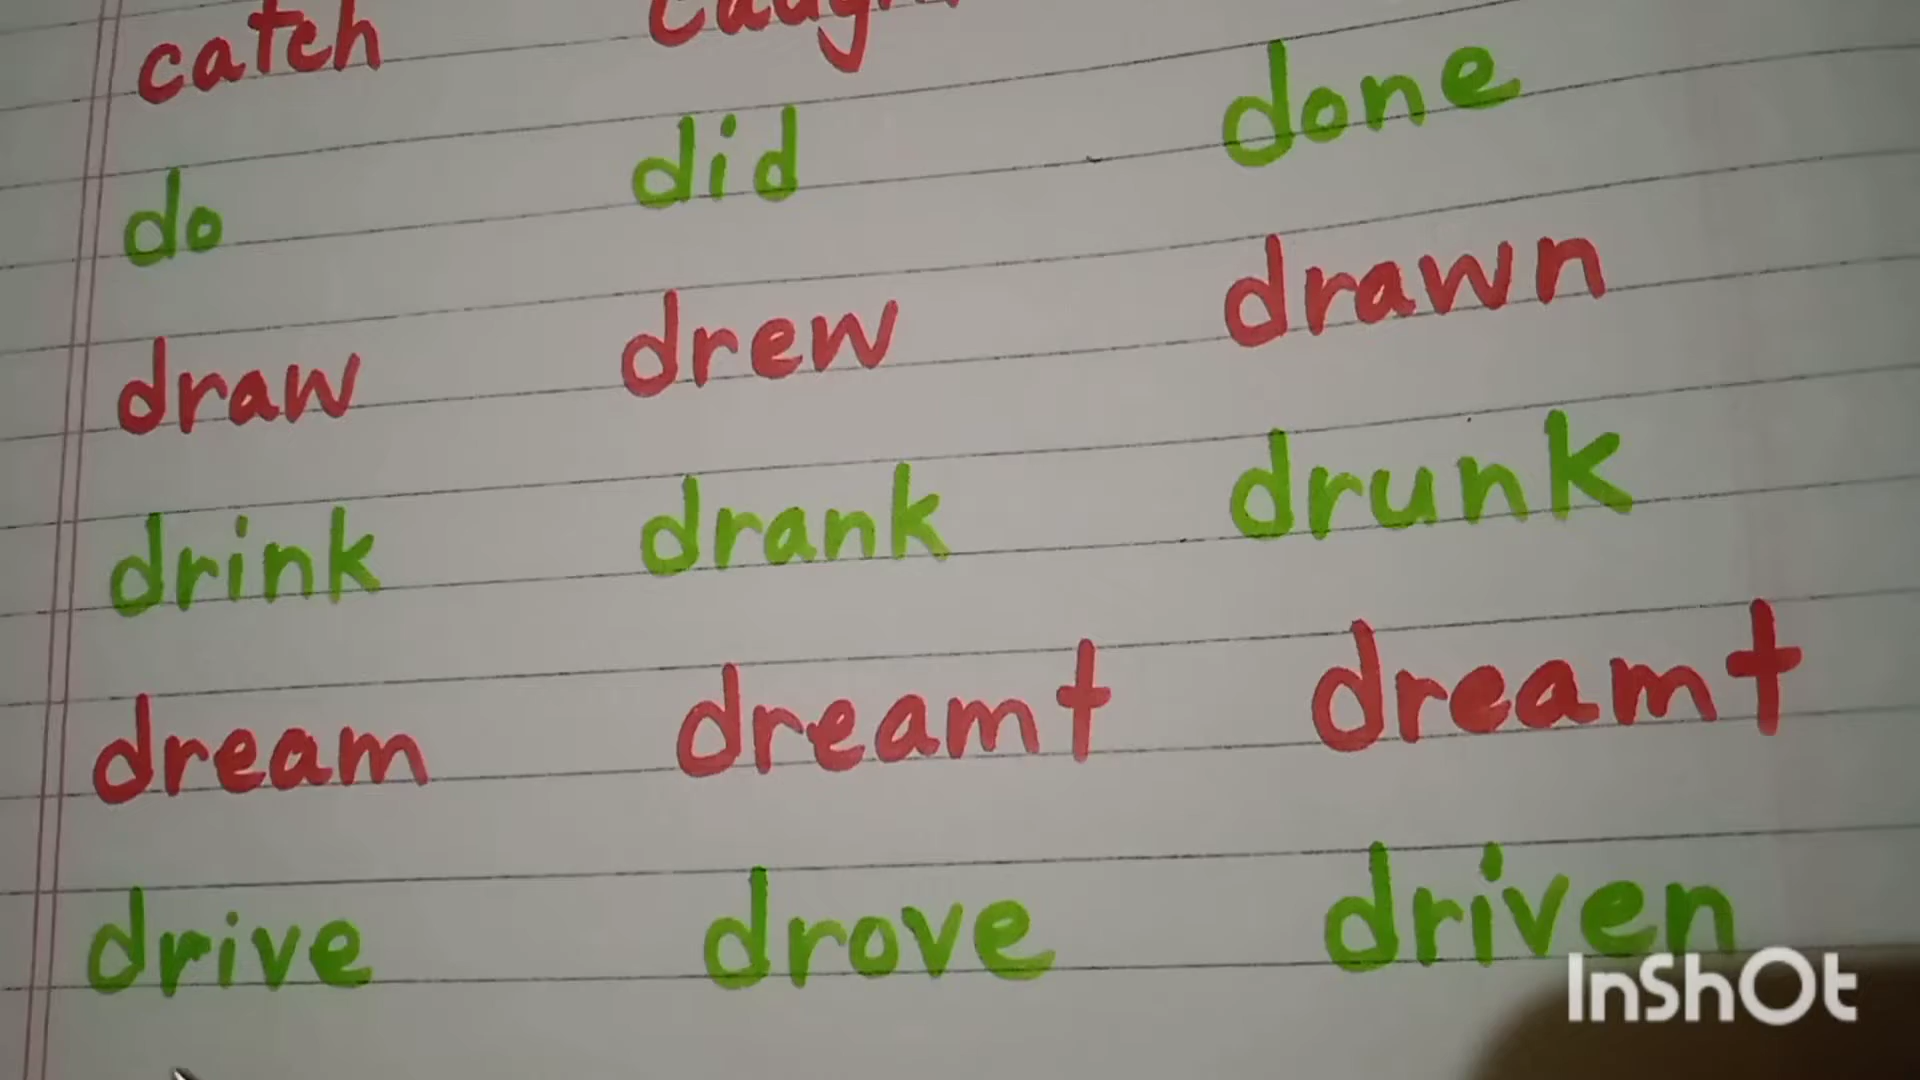 catch
do did done
draw drew drawn
drink drank drunk
dream dreamt dreamt
drive drove driven
InShOt